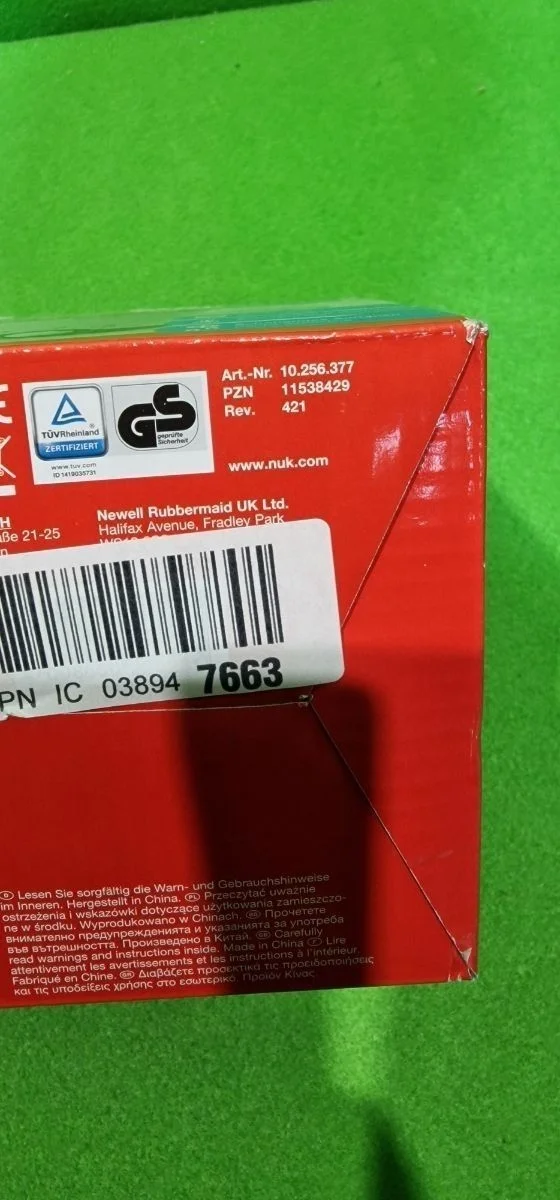 Art.-Nr. 10.256.377
PZN 11538429
Rev. 421
TÜVRheinland®
ZERTIFIZIERT
GS
geprüfte
Sicherheit
www.tuv.com
ID 1419035731
www.nuk.com
H
21-25
Newell Rubbermaid UK Ltd.
Halifax Avenue, Fradley Park
PN IC 03894 7663
D Lesen Sie sorgfältig die Warn- und Gebrauchshinweise
im Inneren. Hergestellt in China. PL Przeczytać uważnie
ostrzeżenia i wskazówki dotyczące użytkowania zamieszczo-
ne w środku. Wyprodukowano w Chinach. BG Прочетете
внимателно предупрежденията и указанията за употреба
във вътрешността. Произведено в Китай. GB Carefully
read warnings and instructions inside. Made in China F Lire
attentivement les avertissements et les instructions à l'intérieur.
Fabriqué en Chine. GR Διαβάζετε προσεκτικά τις προειδοποιήσεις
και τις υποδείξεις χρήσης στο εσωτερικό. Προϊόν Κίνας.